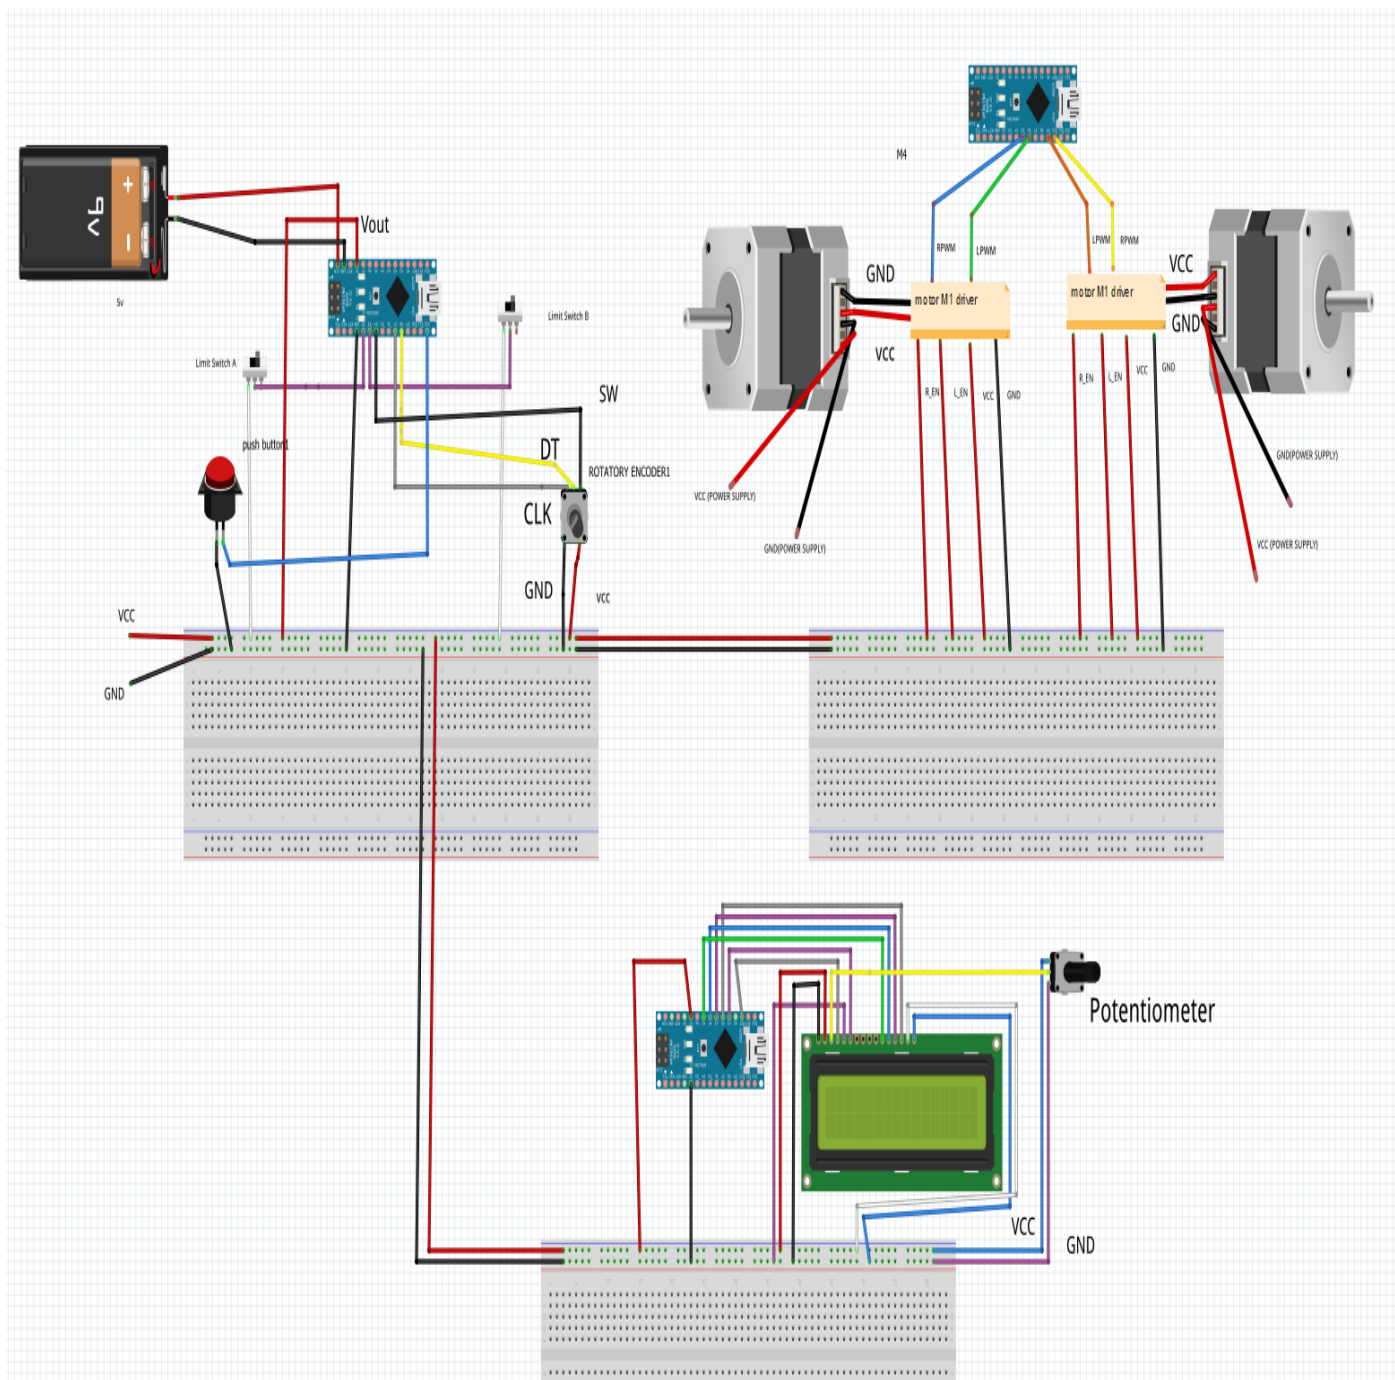 M4
+
9V
−
Vout
5v
RPWM
LPWM
LPWM
RPWM
GND
VCC
motor M1 driver
motor M1 driver
Limit Switch B
GND
VCC
Limit Switch A
SW
R_EN
L_EN
VCC
GND
R_EN
L_EN
VCC
GND
push button1
DT
ROTATORY ENCODER1
GND(POWER SUPPLY)
VCC (POWER SUPPLY)
CLK
GND(POWER SUPPLY)
VCC (POWER SUPPLY)
GND
VCC
VCC
GND
Potentiometer
VCC
GND